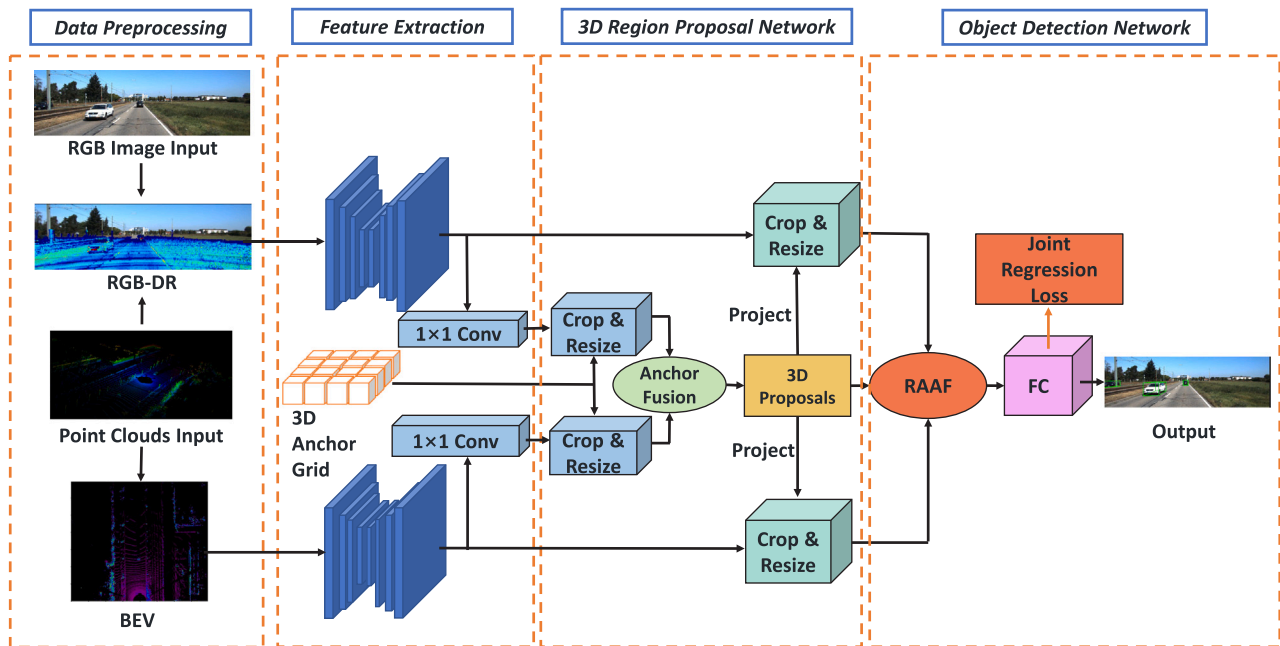 Data Preprocessing
Feature Extraction
3D Region Proposal Network
Object Detection Network
RGB Image Input
RGB-DR
Point Clouds Input
BEV
1×1 Conv
3D
Anchor
Grid
1×1 Conv
Crop &
Resize
Crop &
Resize
Anchor
Fusion
Crop &
Resize
Project
3D
Proposals
Project
Crop &
Resize
RAAF
Joint
Regression
Loss
FC
Output